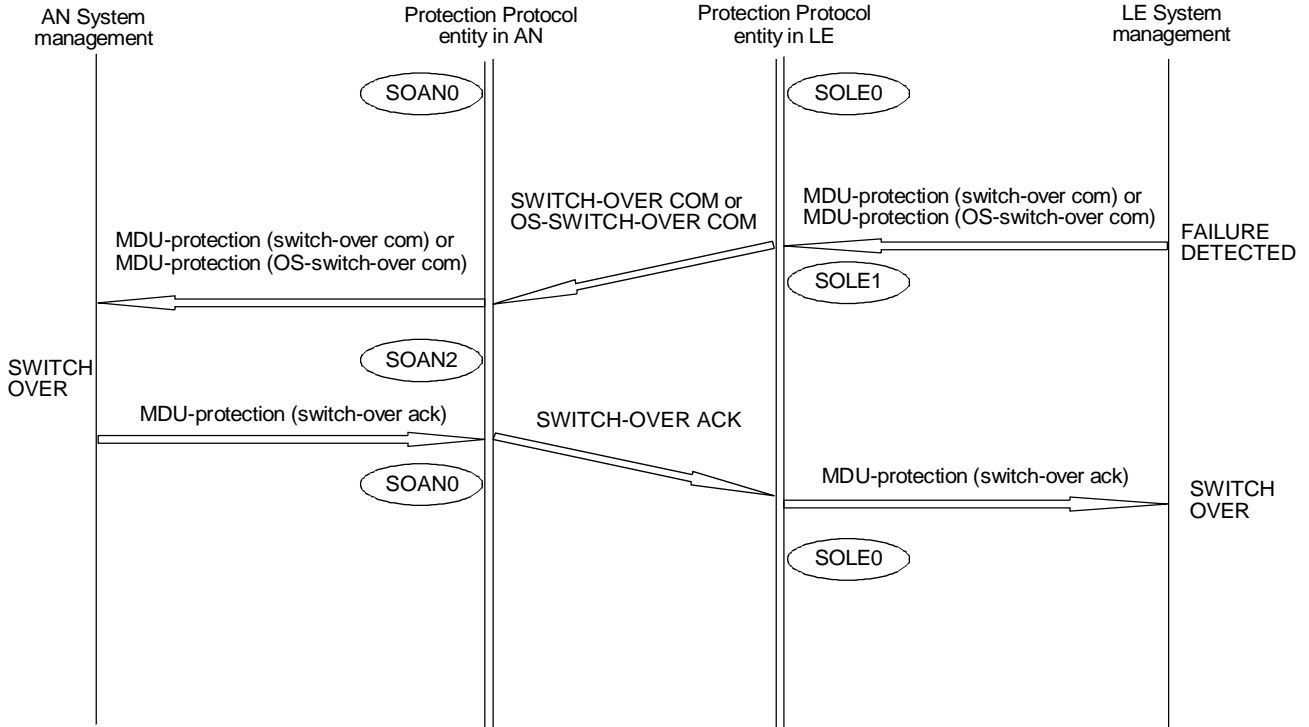 AN System
management
Protection Protocol
entity in AN
Protection Protocol
entity in LE
LE System
management
SOAN0
SOLE0
SWITCH-OVER COM or
OS-SWITCH-OVER COM
MDU-protection (switch-over com) or
MDU-protection (OS-switch-over com)
FAILURE
DETECTED
MDU-protection (switch-over com) or
MDU-protection (OS-switch-over com)
SOLE1
SWITCH
OVER
SOAN2
MDU-protection (switch-over ack)
SWITCH-OVER ACK
SOAN0
MDU-protection (switch-over ack)
SWITCH
OVER
SOLE0